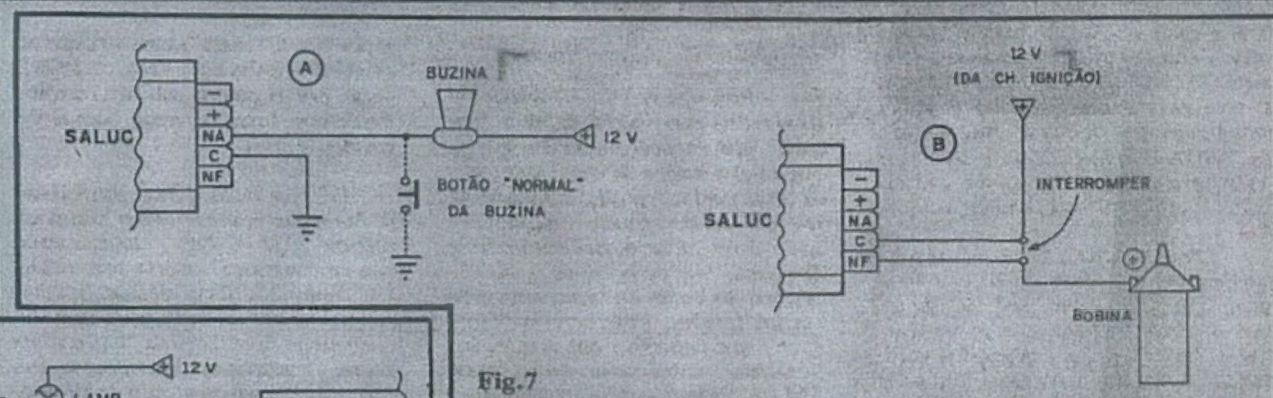 A
BUZINA
-
+
NA
C
NF
SALUC
12 V
BOTÃO "NORMAL"
DA BUZINA
12 V
(DA CH. IGNIÇÃO)
B
INTERROMPER
-
+
NA
C
NF
SALUC
+
BOBINA
12 V
LAMP
Fig.7